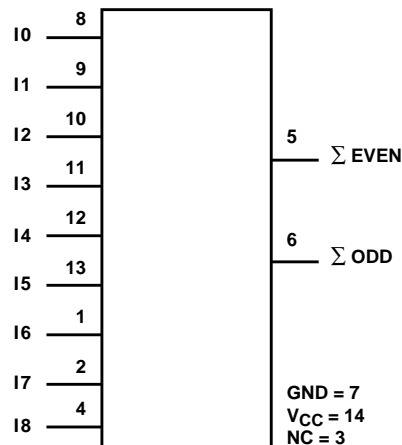 I0 8
I1 9
I2 10
I3 11
I4 12
I5 13
I6 1
I7 2
I8 4
5 Σ EVEN
6 Σ ODD
GND = 7
VCC = 14
NC = 3